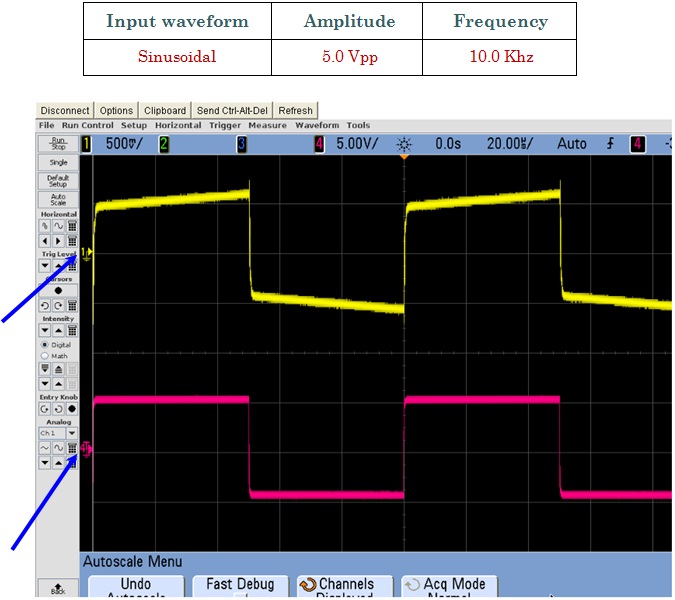 Input waveform Amplitude Frequency
Sinusoidal 5.0 Vpp 10.0 Khz
Disconnect Options Clipboard Send Ctrl-Alt-Del Refresh
File Run Control Setup Horizontal Trigger Measure Waveform Tools
1 500 / 2 3 4 5.00V/ 0.0s 20.00 / Auto 4
Run
Stop
Single
Default
Setup
Auto
Scale
Horizontal
Trig Level
Cursors
Intensity
Digital
Math
Entry Knob
Analog
Ch 1
Back
Autoscale Menu
Undo
Autoscale
Fast Debug
Channels
Displayed
Acq Mode
Normal